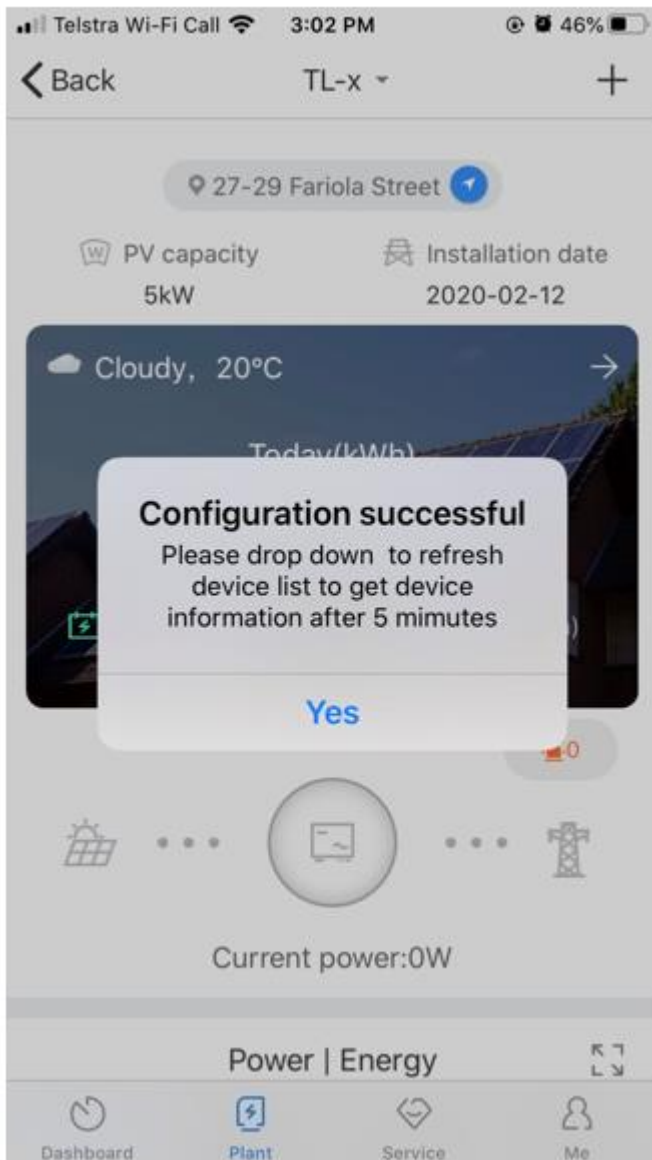 Telstra Wi-Fi Call 3:02 PM 46%
Back TL-x +
27-29 Fariola Street
PV capacity Installation date
5kW 2020-02-12
Cloudy, 20°C
Today(kWh)
Configuration successful
Please drop down to refresh
device list to get device
information after 5 mimutes
Yes
0
Current power:0W
Power | Energy
Dashboard Plant Service Me